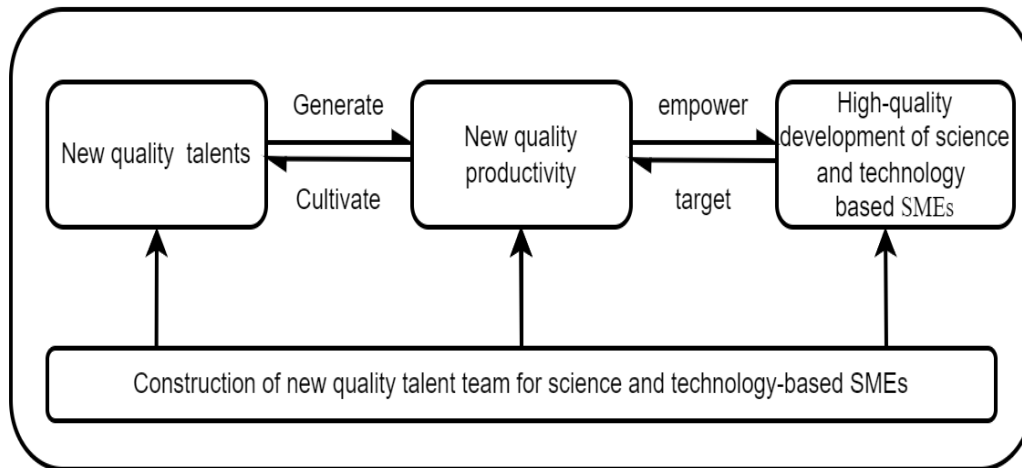 New quality talents
Generate
Cultivate
New quality
productivity
empower
target
High-quality
development of science
and technology
based SMEs
Construction of new quality talent team for science and technology-based SMEs